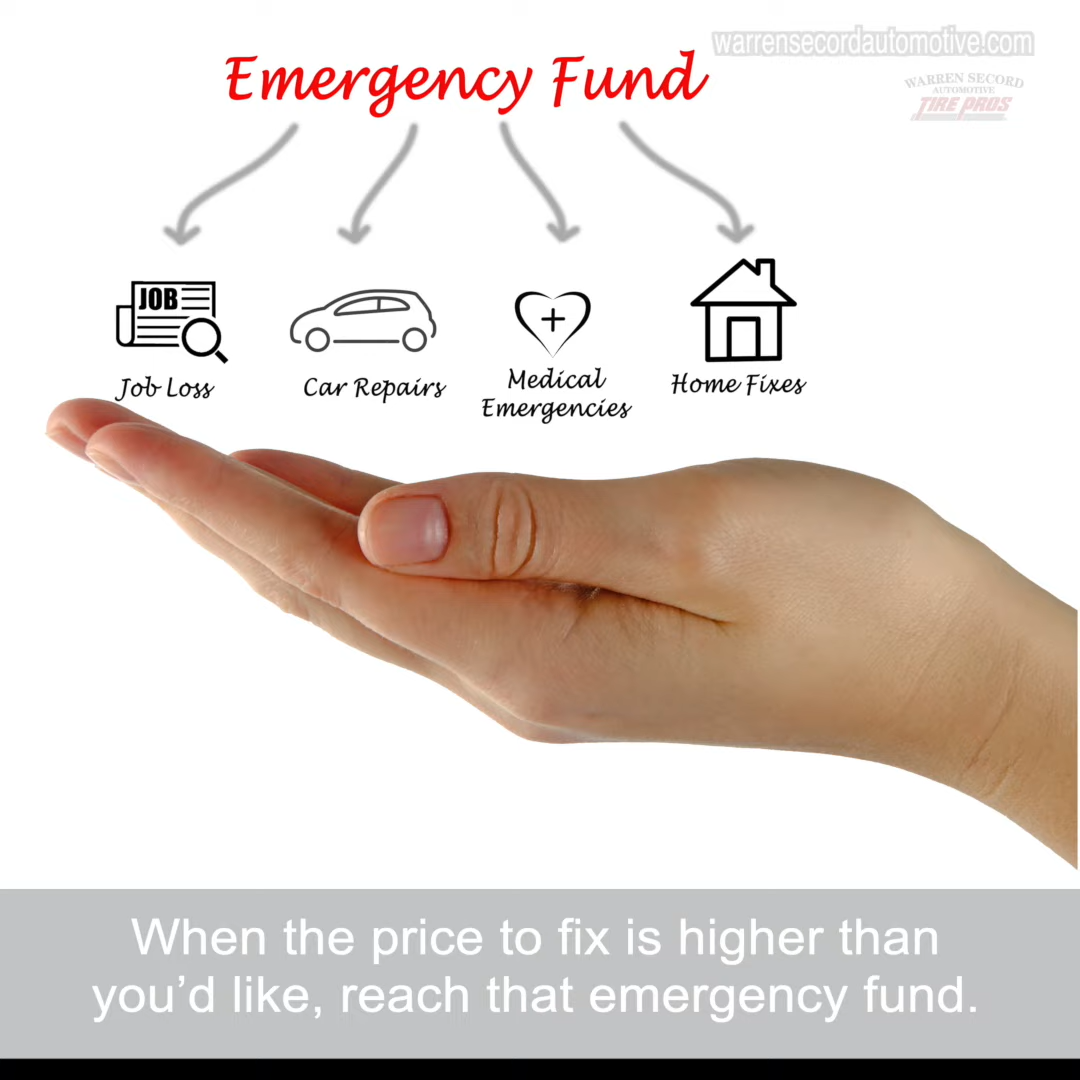 www.warrensecordautomotive.com
Emergency Fund
WARREN SECORD
AUTOMOTIVE
TIRE PROS
JOB
Job Loss
Car Repairs
Medical
Emergencies
Home Fixes
When the price to fix is higher than
you’d like, reach that emergency fund.